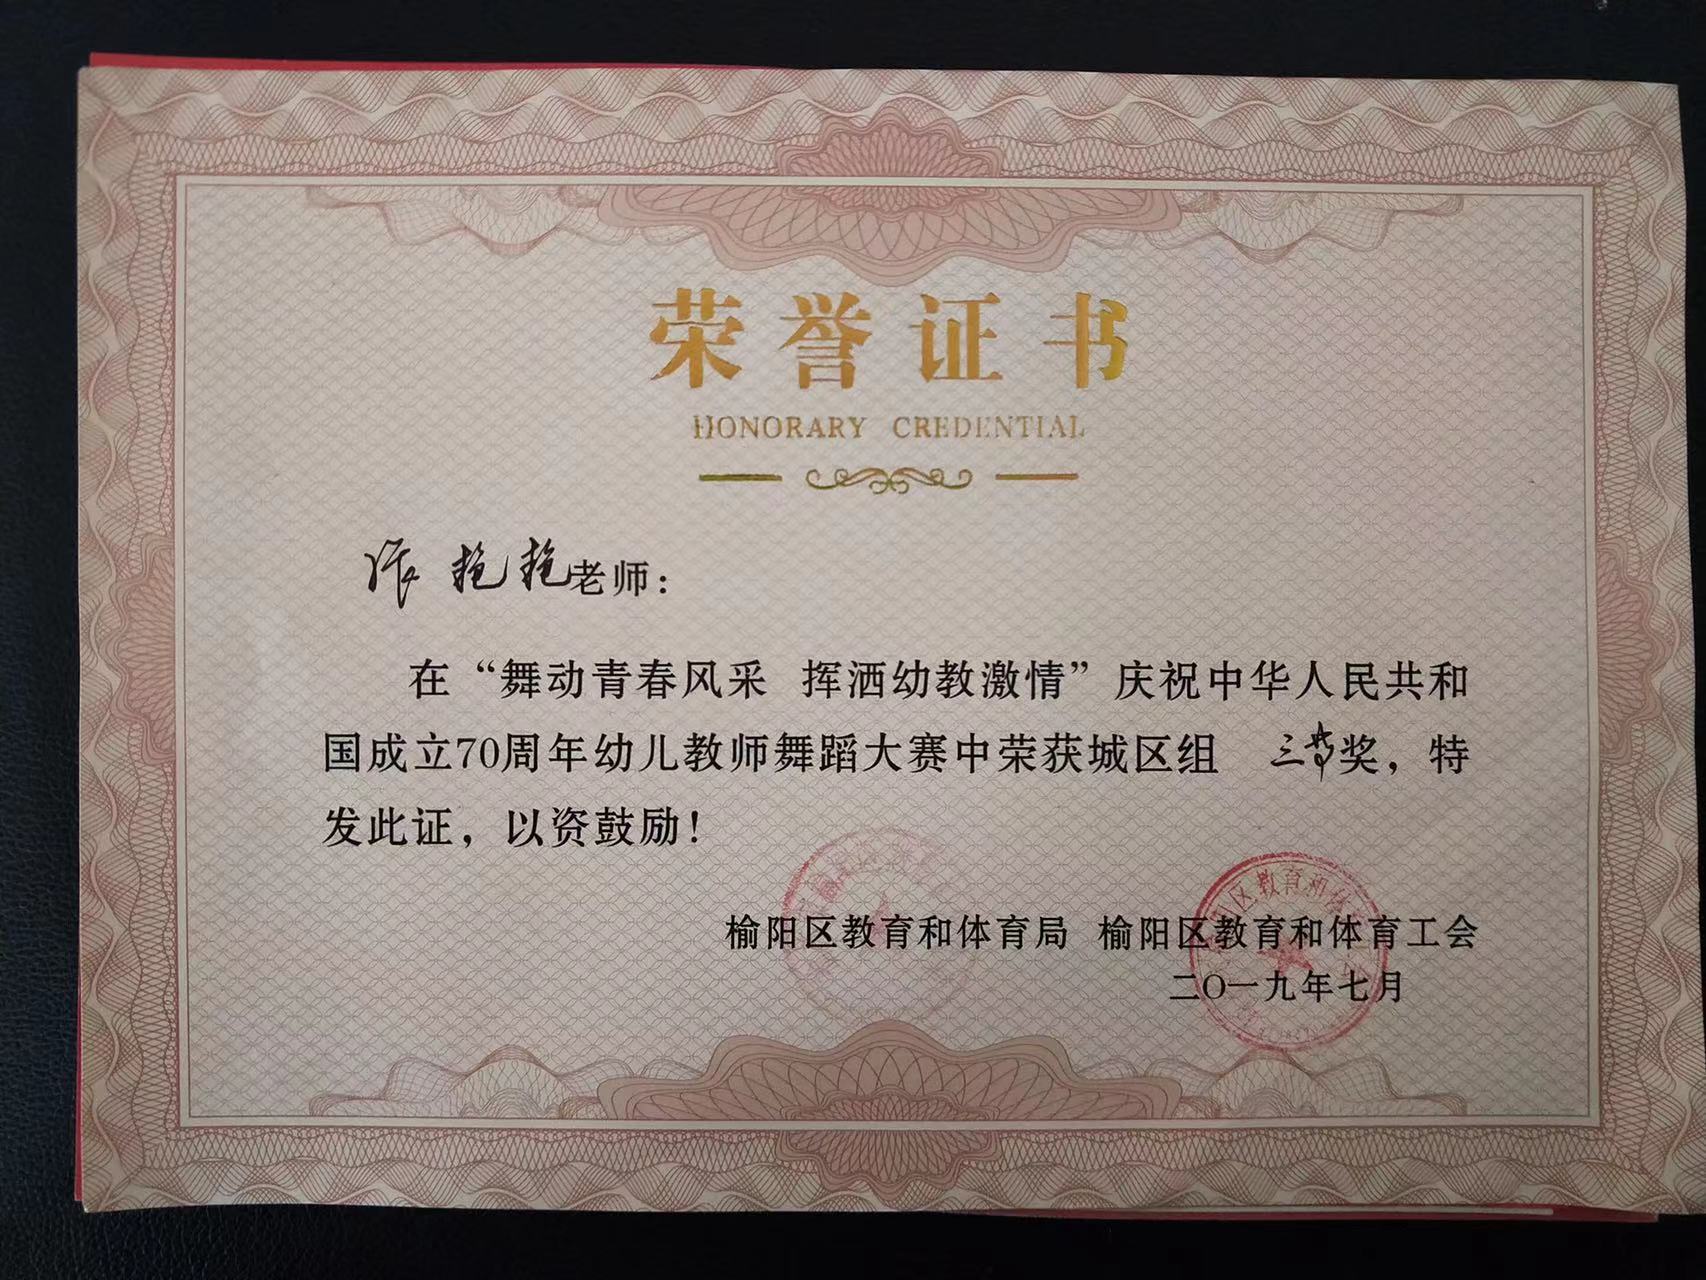 荣誉证书
HONORARY CREDENTIAL
艳艳老师：
在“舞动青春风采 挥洒幼教激情”庆祝中华人民共和
国成立70周年幼儿教师舞蹈大赛中荣获城区组 三等奖，特
发此证，以资鼓励！
榆阳区教育和体育局 榆阳区教育和体育工会
二〇一九年七月